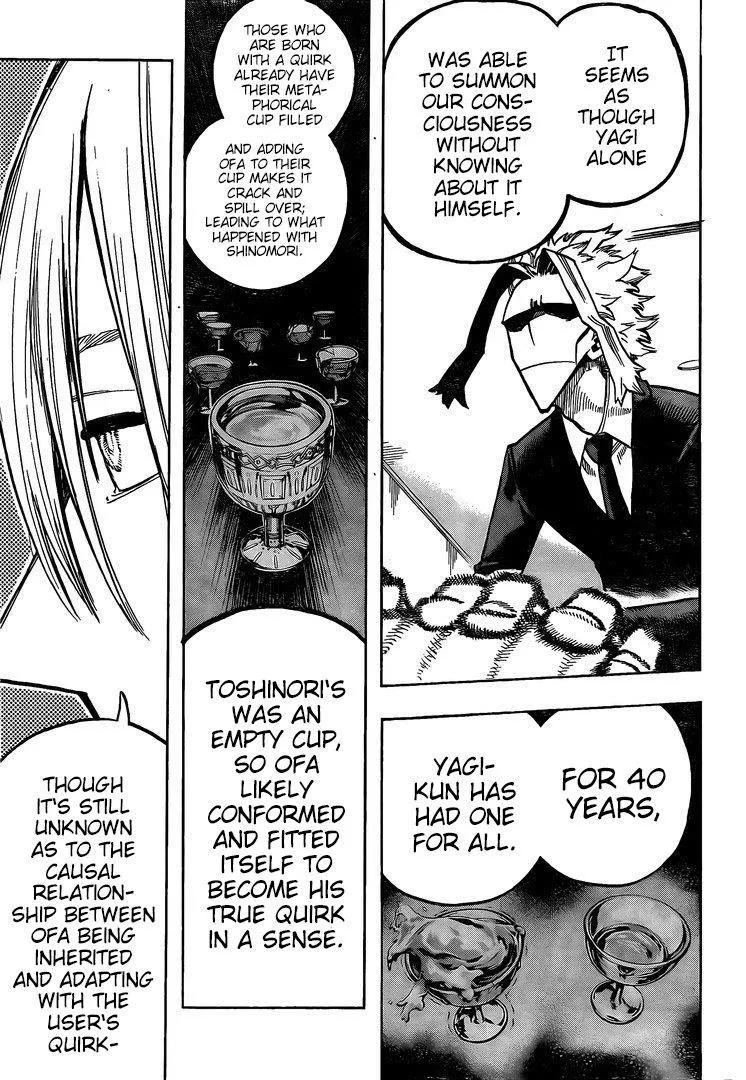 IT
SEEMS
AS
THOUGH
YAGI
ALONE
WAS ABLE
TO SUMMON
OUR CONS-
CIOUSNESS
WITHOUT
KNOWING
ABOUT IT
HIMSELF.
FOR 40
YEARS,
YAGI-
KUN HAS
HAD ONE
FOR ALL.
THOSE WHO
ARE BORN
WITH A QUIRK
ALREADY HAVE
THEIR META-
PHORICAL
CUP FILLED
AND ADDING
OFA TO THEIR
CUP MAKES IT
CRACK AND
SPILL OVER;
LEADING TO WHAT
HAPPENED WITH
SHINOMORI.
TOSHINORI'S
WAS AN
EMPTY CUP,
SO OFA
LIKELY
CONFORMED
AND FITTED
ITSELF TO
BECOME HIS
TRUE QUIRK
IN A SENSE.
THOUGH
IT'S STILL
UNKNOWN
AS TO THE
CAUSAL
RELATION-
SHIP BETWEEN
OFA BEING
INHERITED
AND ADAPTING
WITH THE
USER'S
QUIRK-